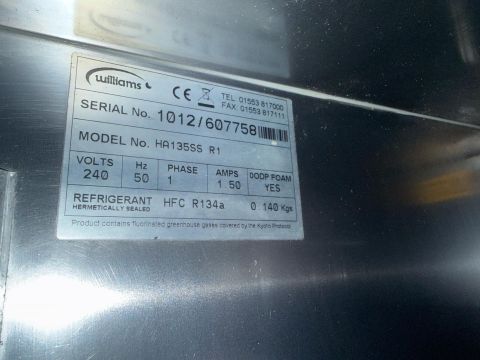 williams
CE TEL 01553 817000
FAX 01553 817111
SERIAL No. 1012/607758
MODEL No. HA135SS R1
VOLTS Hz PHASE AMPS 0ODP FOAM
240 50 1 1.50 YES
REFRIGERANT HFC R134a 0.140 Kgs
HERMETICALLY SEALED
Product contains fluorinated greenhouse gases covered by the Kyoto Protocol